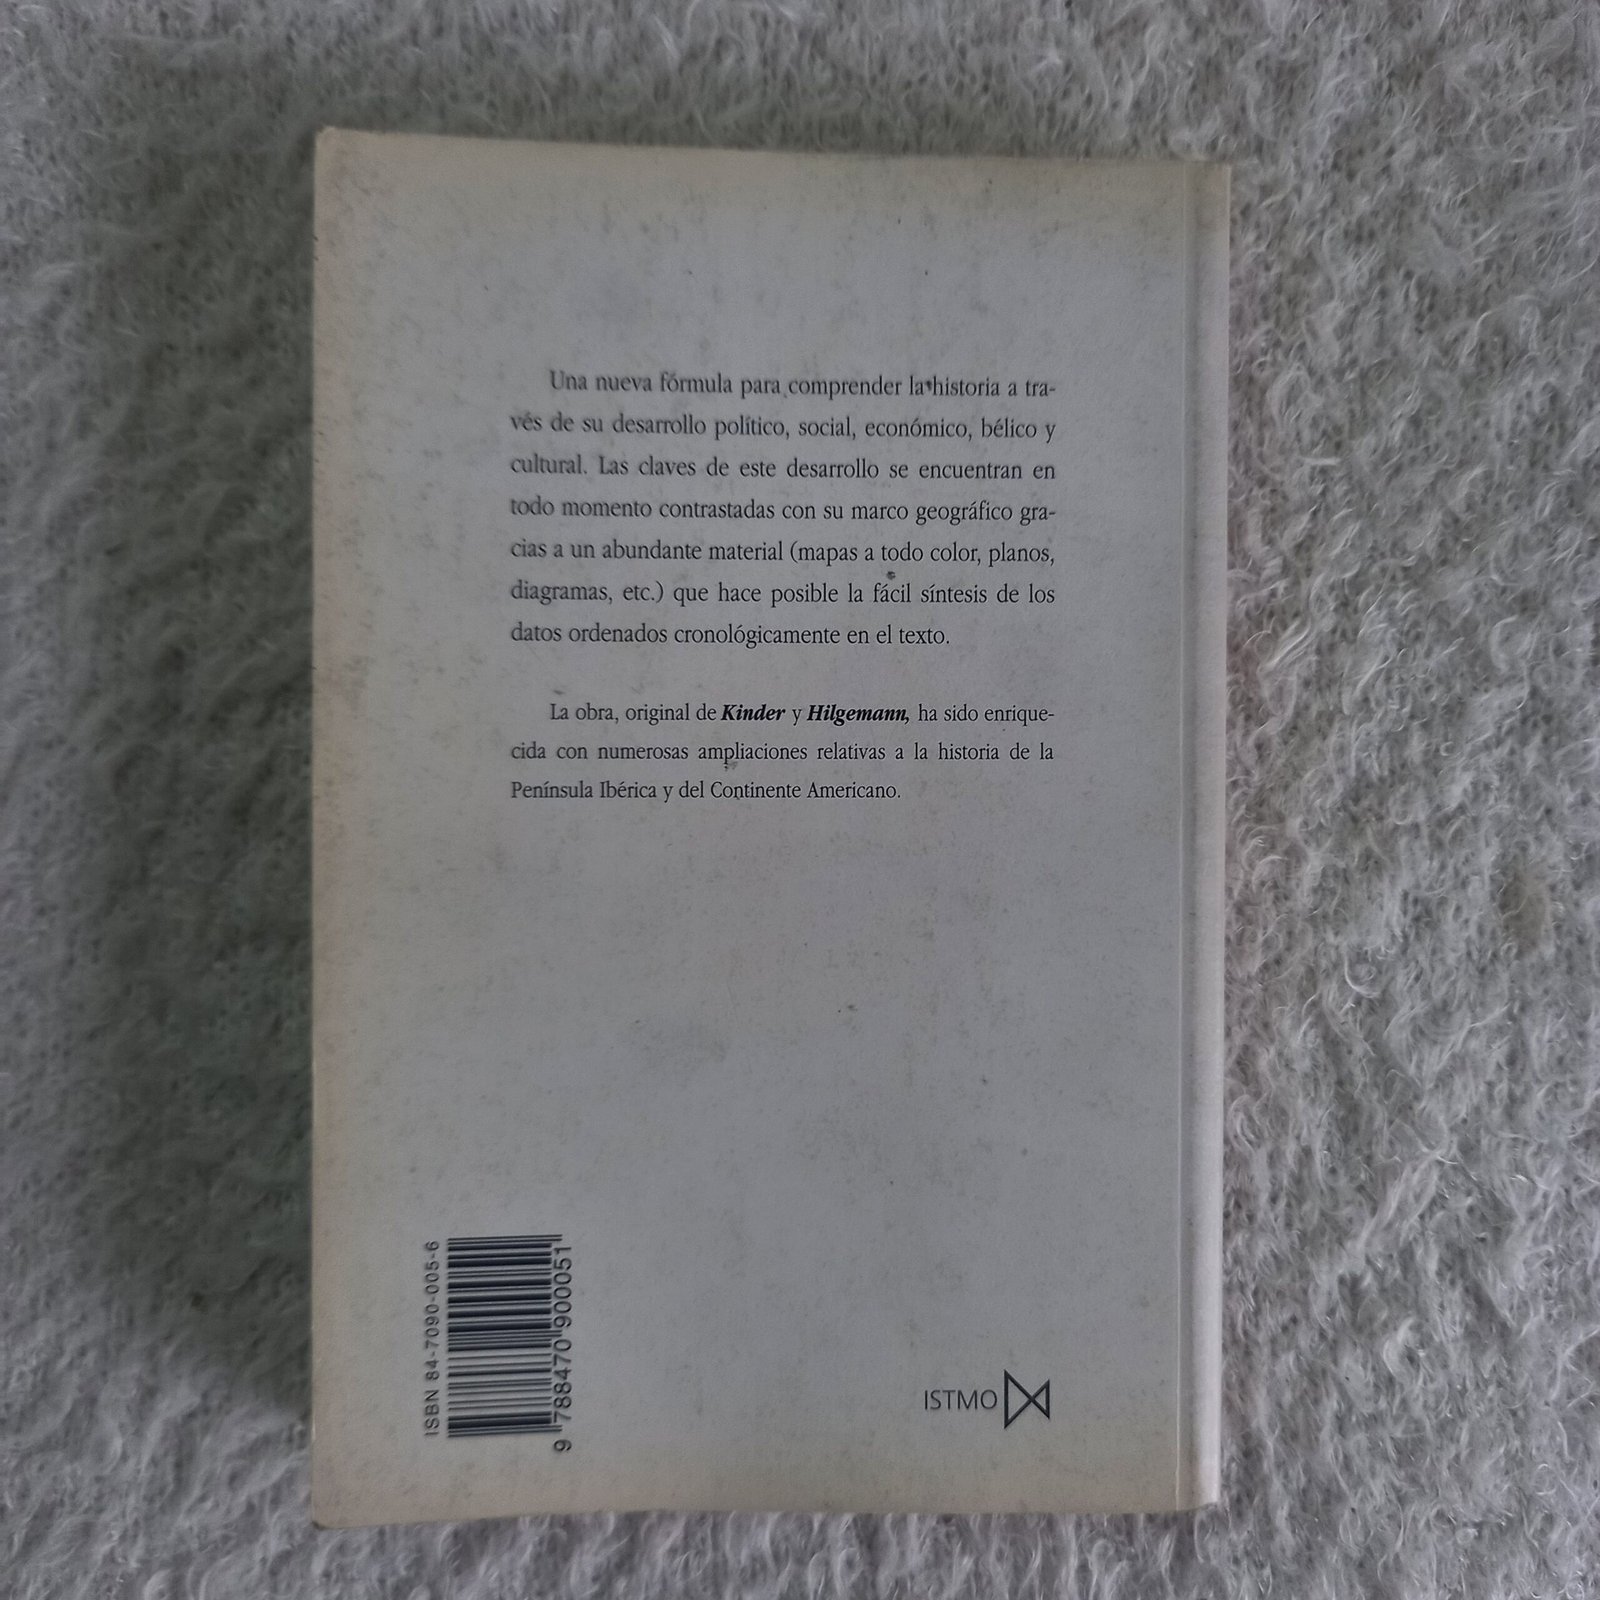 Una nueva fórmula para comprender la historia a tra-
vés de su desarrollo político, social, económico, bélico y
cultural. Las claves de este desarrollo se encuentran en
todo momento contrastadas con su marco geográfico gra-
cias a un abundante material (mapas a todo color, planos,
diagramas, etc.) que hace posible la fácil síntesis de los
datos ordenados cronológicamente en el texto.
La obra, original de Kinder y Hilgemann, ha sido enrique-
cida con numerosas ampliaciones relativas a la historia de la
Península Ibérica y del Continente Americano.
ISBN 84-7090-005-6
9 788470 900051
ISTMO